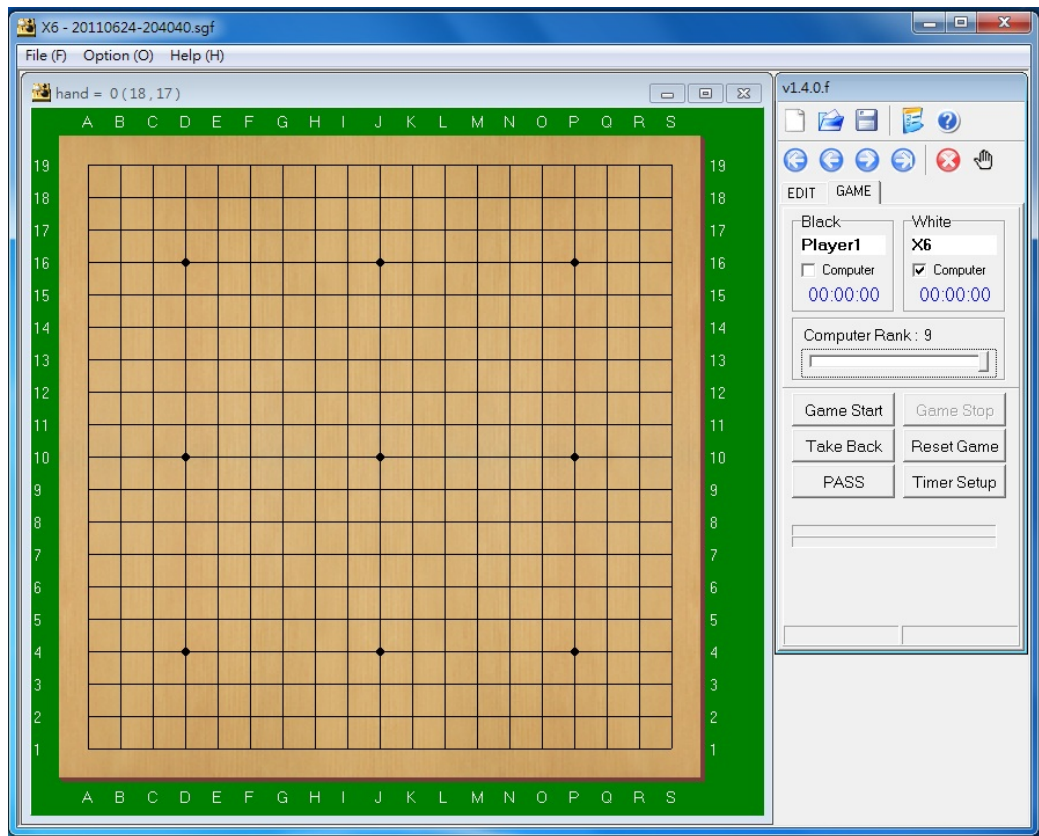 X6 - 20110624-204040.sgf
File (F) Option (O) Help (H)
hand = 0 ( 18 , 17 )
A B C D E F G H I J K L M N O P Q R S
19 19
18 18
17 17
16 16
15 15
14 14
13 13
12 12
11 11
10 10
9 9
8 8
7 7
6 6
5 5
4 4
3 3
2 2
1 1
A B C D E F G H I J K L M N O P Q R S
v1.4.0.f
EDIT GAME
Black White
Player1 X6
Computer Computer
00:00:00 00:00:00
Computer Rank : 9
Game Start Game Stop
Take Back Reset Game
PASS Timer Setup